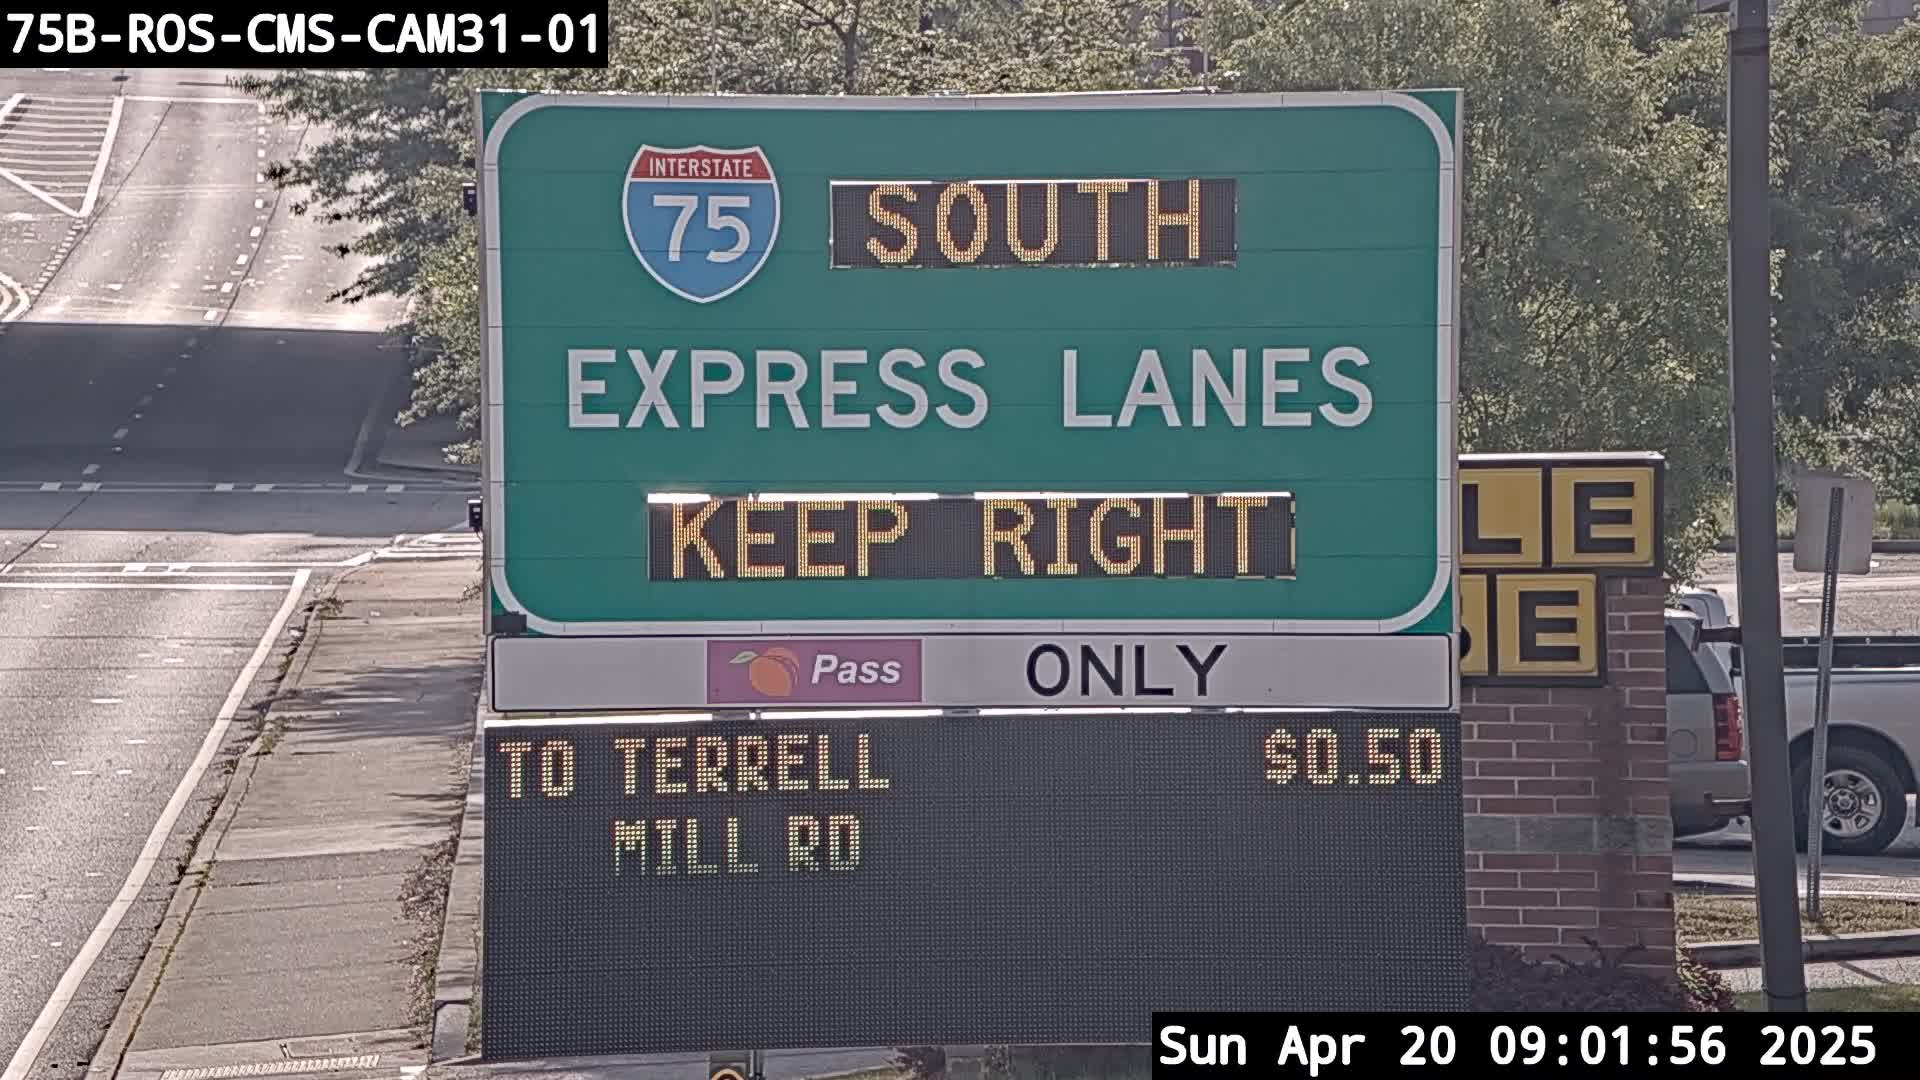 75B-ROS-CMS-CAM31-01
INTERSTATE
75
SOUTH
EXPRESS LANES
KEEP RIGHT
LE
E
Pass ONLY
TO TERRELL $0.50
MILL RD
Sun Apr 20 09:01:56 2025